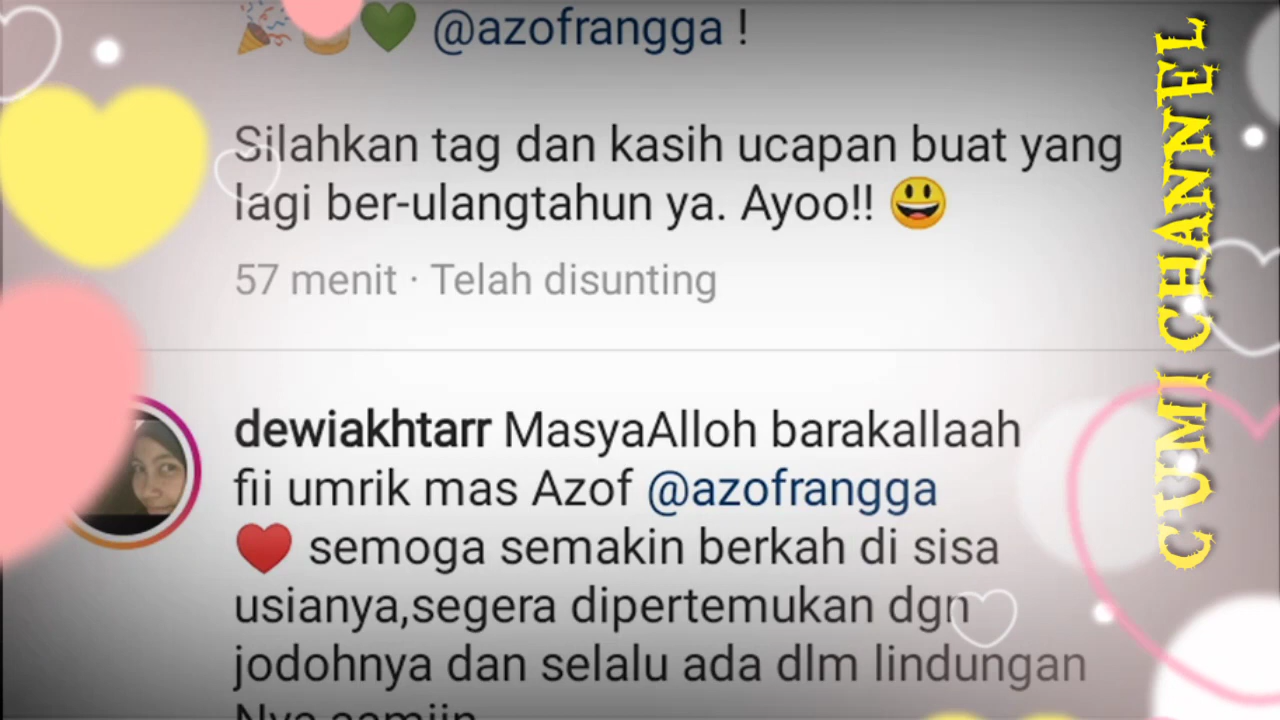 🎉🎂💚 @azofrangga !
Silahkan tag dan kasih ucapan buat yang
lagi ber-ulangtahun ya. Ayoo!! 😃
57 menit · Telah disunting
dewiakhtarr MasyaAlloh barakallaah
fii umrik mas Azof @azofrangga
❤️ semoga semakin berkah di sisa
usianya,segera dipertemukan dgn
jodohnya dan selalu ada dlm lindungan
CUMI CHANNEL